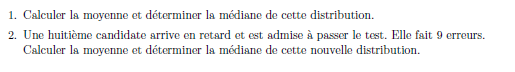 1. Calculer la moyenne et déterminer la médiane de cette distribution.
2. Une huitième candidate arrive en retard et est admise à passer le test. Elle fait 9 erreurs.
Calculer la moyenne et déterminer la médiane de cette nouvelle distribution.